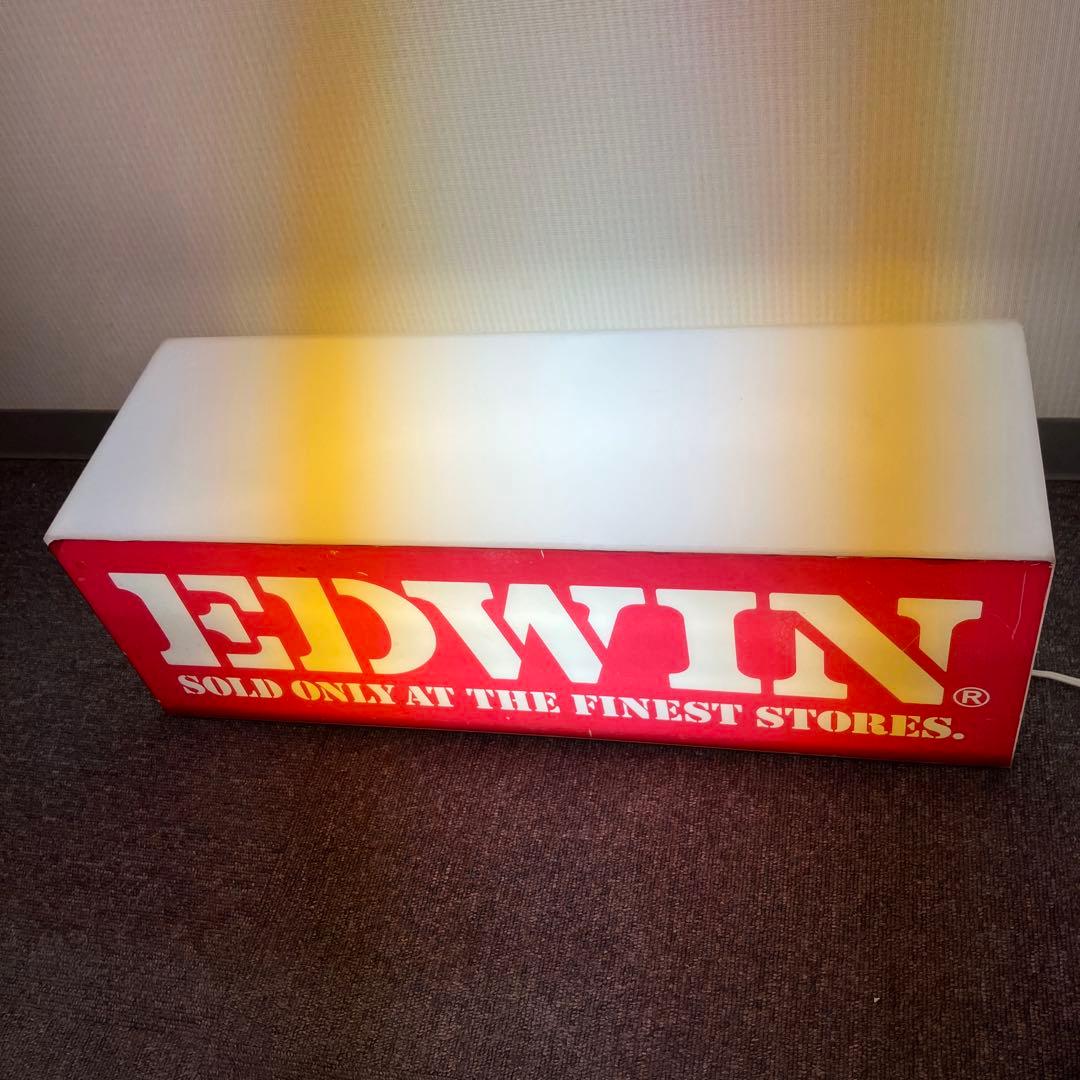 EDWIN®
SOLD ONLY AT THE FINEST STORES.